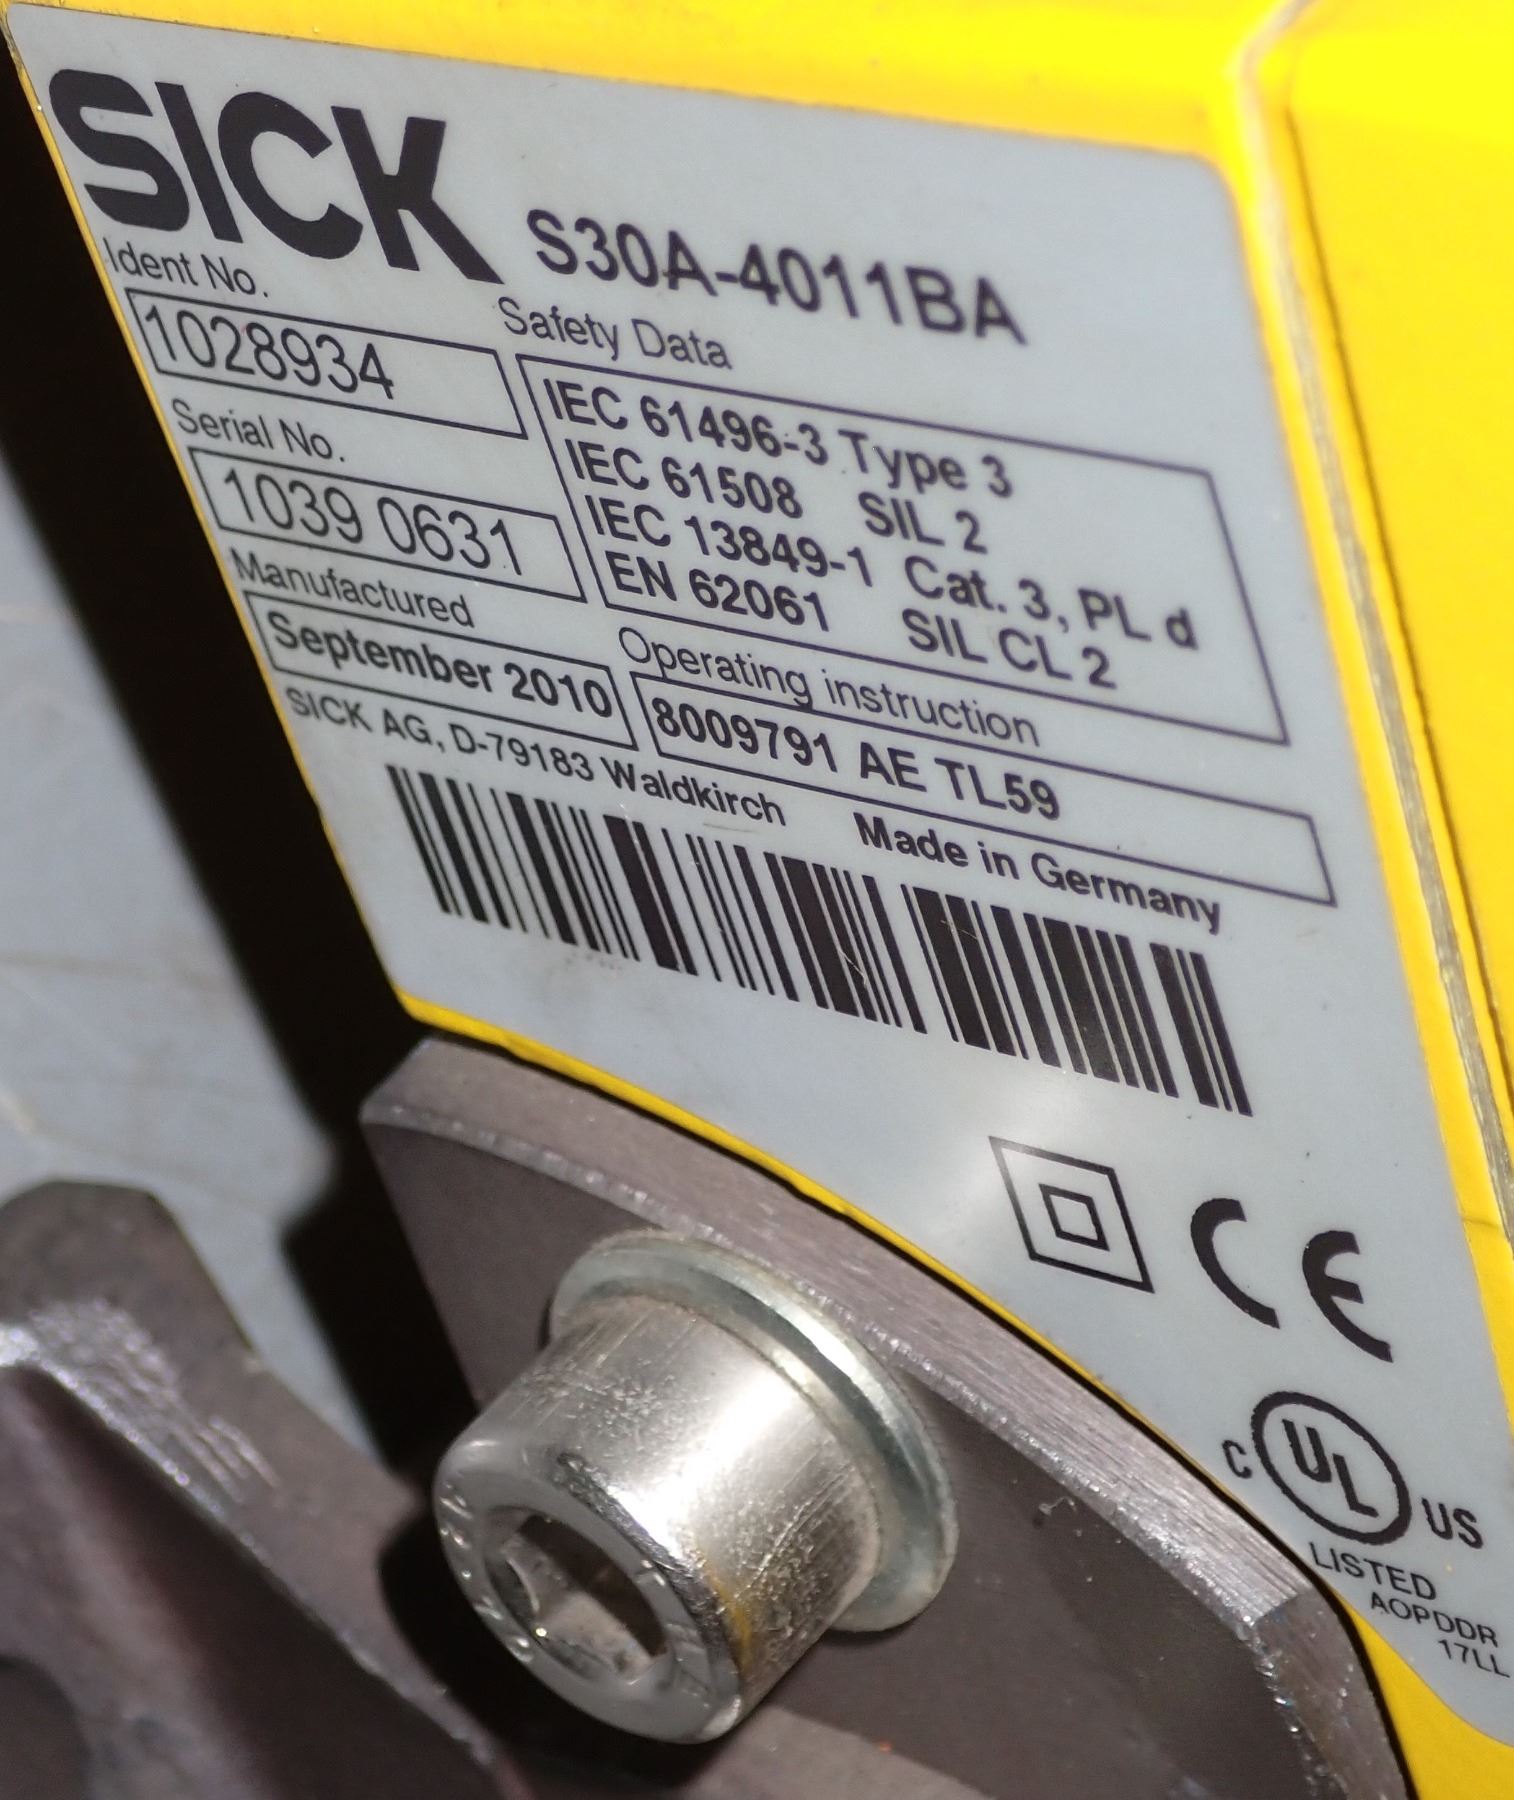 SICK
S30A-4011BA
Ident No.
1028934
Serial No.
1039 0631
Manufactured
September 2010
Safety Data
IEC 61496-3 Type 3
IEC 61508 SIL 2
IEC 13849-1 Cat. 3, PL d
EN 62061 SIL CL 2
Operating instruction
8009791 AE TL59
SICK AG, D-79183 Waldkirch Made in Germany
CE
C UL US
LISTED
AOPDDR
17LL